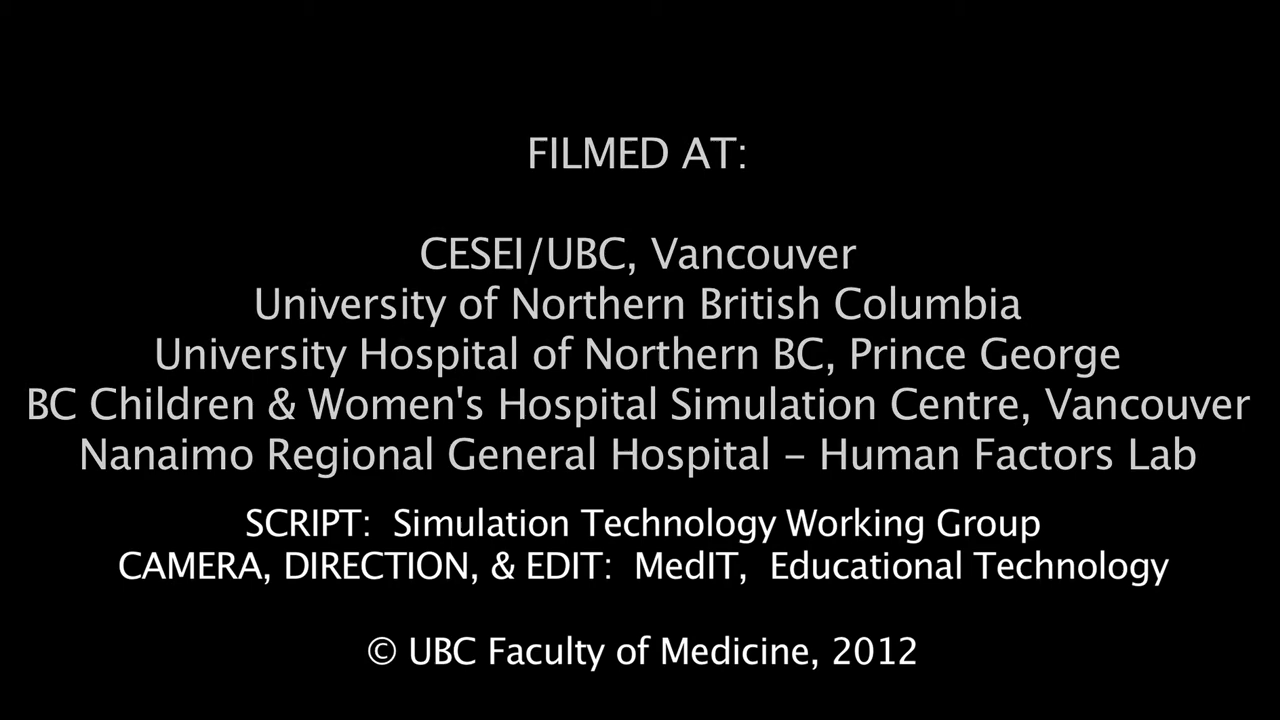 FILMED AT:
CESEI/UBC, Vancouver
University of Northern British Columbia
University Hospital of Northern BC, Prince George
BC Children & Women's Hospital Simulation Centre, Vancouver
Nanaimo Regional General Hospital - Human Factors Lab
SCRIPT: Simulation Technology Working Group
CAMERA, DIRECTION, & EDIT: MedIT, Educational Technology
© UBC Faculty of Medicine, 2012